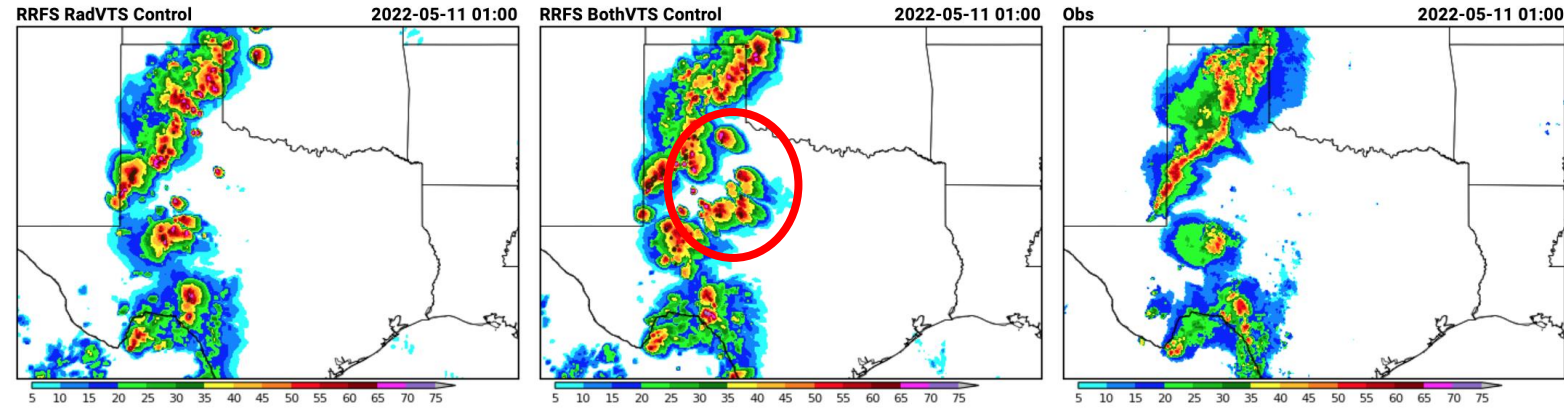 RRFS RadVTS Control 2022-05-11 01:00
RRFS BothVTS Control 2022-05-11 01:00
Obs 2022-05-11 01:00
5 10 15 20 25 30 35 40 45 50 55 60 65 70 75
5 10 15 20 25 30 35 40 45 50 55 60 65 70 75
5 10 15 20 25 30 35 40 45 50 55 60 65 70 75